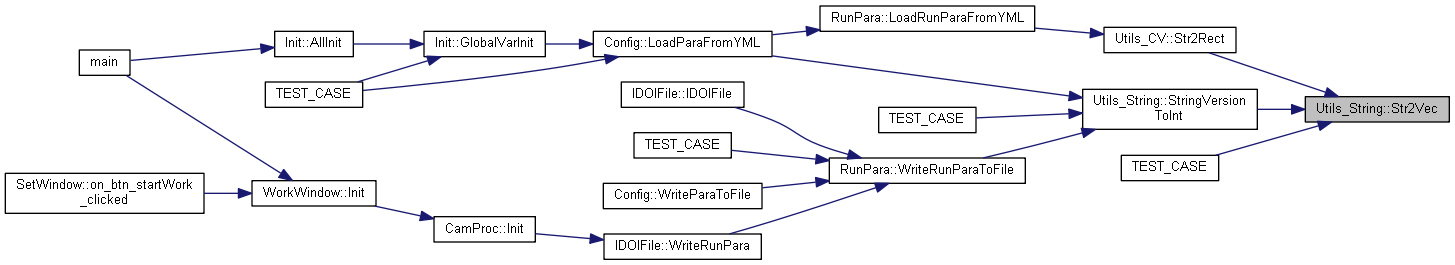 RunPara::LoadRunParaFromYML
Init::AllInit
Init::GlobalVarInit
Config::LoadParaFromYML
Utils_CV::Str2Rect
main
TEST_CASE
IDOIFile::IDOIFile
Utils_String::StringVersion
ToInt
Utils_String::Str2Vec
TEST_CASE
TEST_CASE
TEST_CASE
RunPara::WriteRunParaToFile
SetWindow::on_btn_startWork
_clicked
WorkWindow::Init
Config::WriteParaToFile
CamProc::Init
IDOIFile::WriteRunPara